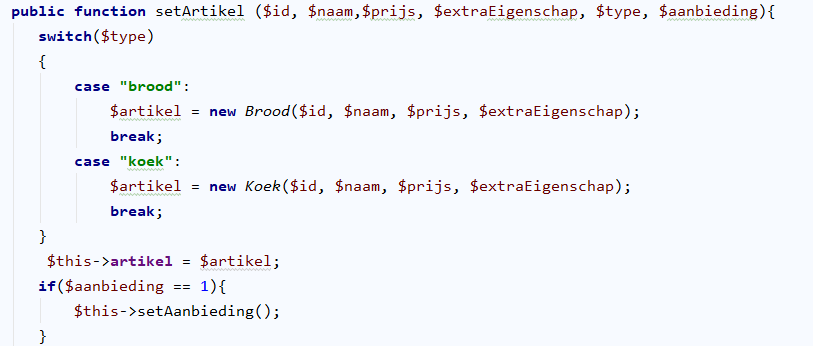 public function setArtikel ($id, $naam,$prijs, $extraEigenschap, $type, $aanbieding){
switch($type)
{
case "brood":
$artikel = new Brood($id, $naam, $prijs, $extraEigenschap);
break;
case "koek":
$artikel = new Koek($id, $naam, $prijs, $extraEigenschap);
break;
}
$this->artikel = $artikel;
if($aanbieding == 1){
$this->setAanbieding();
}